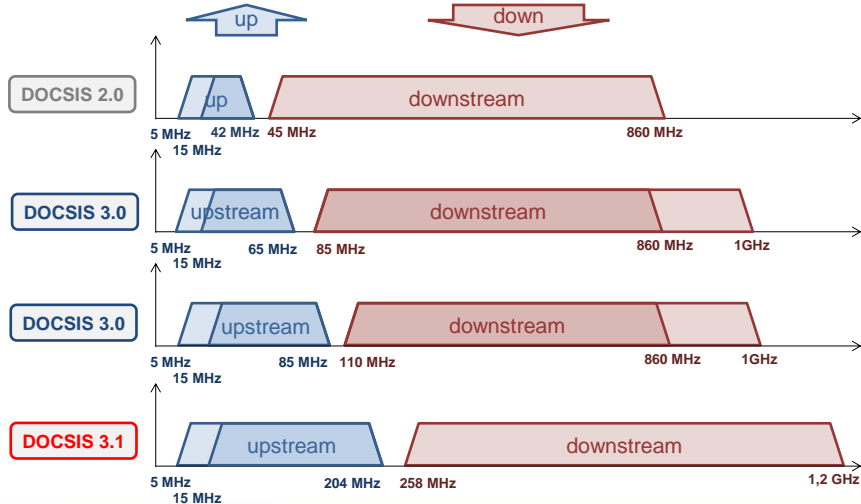 up
down
DOCSIS 2.0
up
downstream
5 MHz
42 MHz
45 MHz
860 MHz
15 MHz
DOCSIS 3.0
upstream
downstream
5 MHz
65 MHz
85 MHz
860 MHz
1GHz
15 MHz
DOCSIS 3.0
upstream
downstream
5 MHz
85 MHz
110 MHz
860 MHz
1GHz
15 MHz
DOCSIS 3.1
upstream
downstream
5 MHz
204 MHz
258 MHz
1,2 GHz
15 MHz